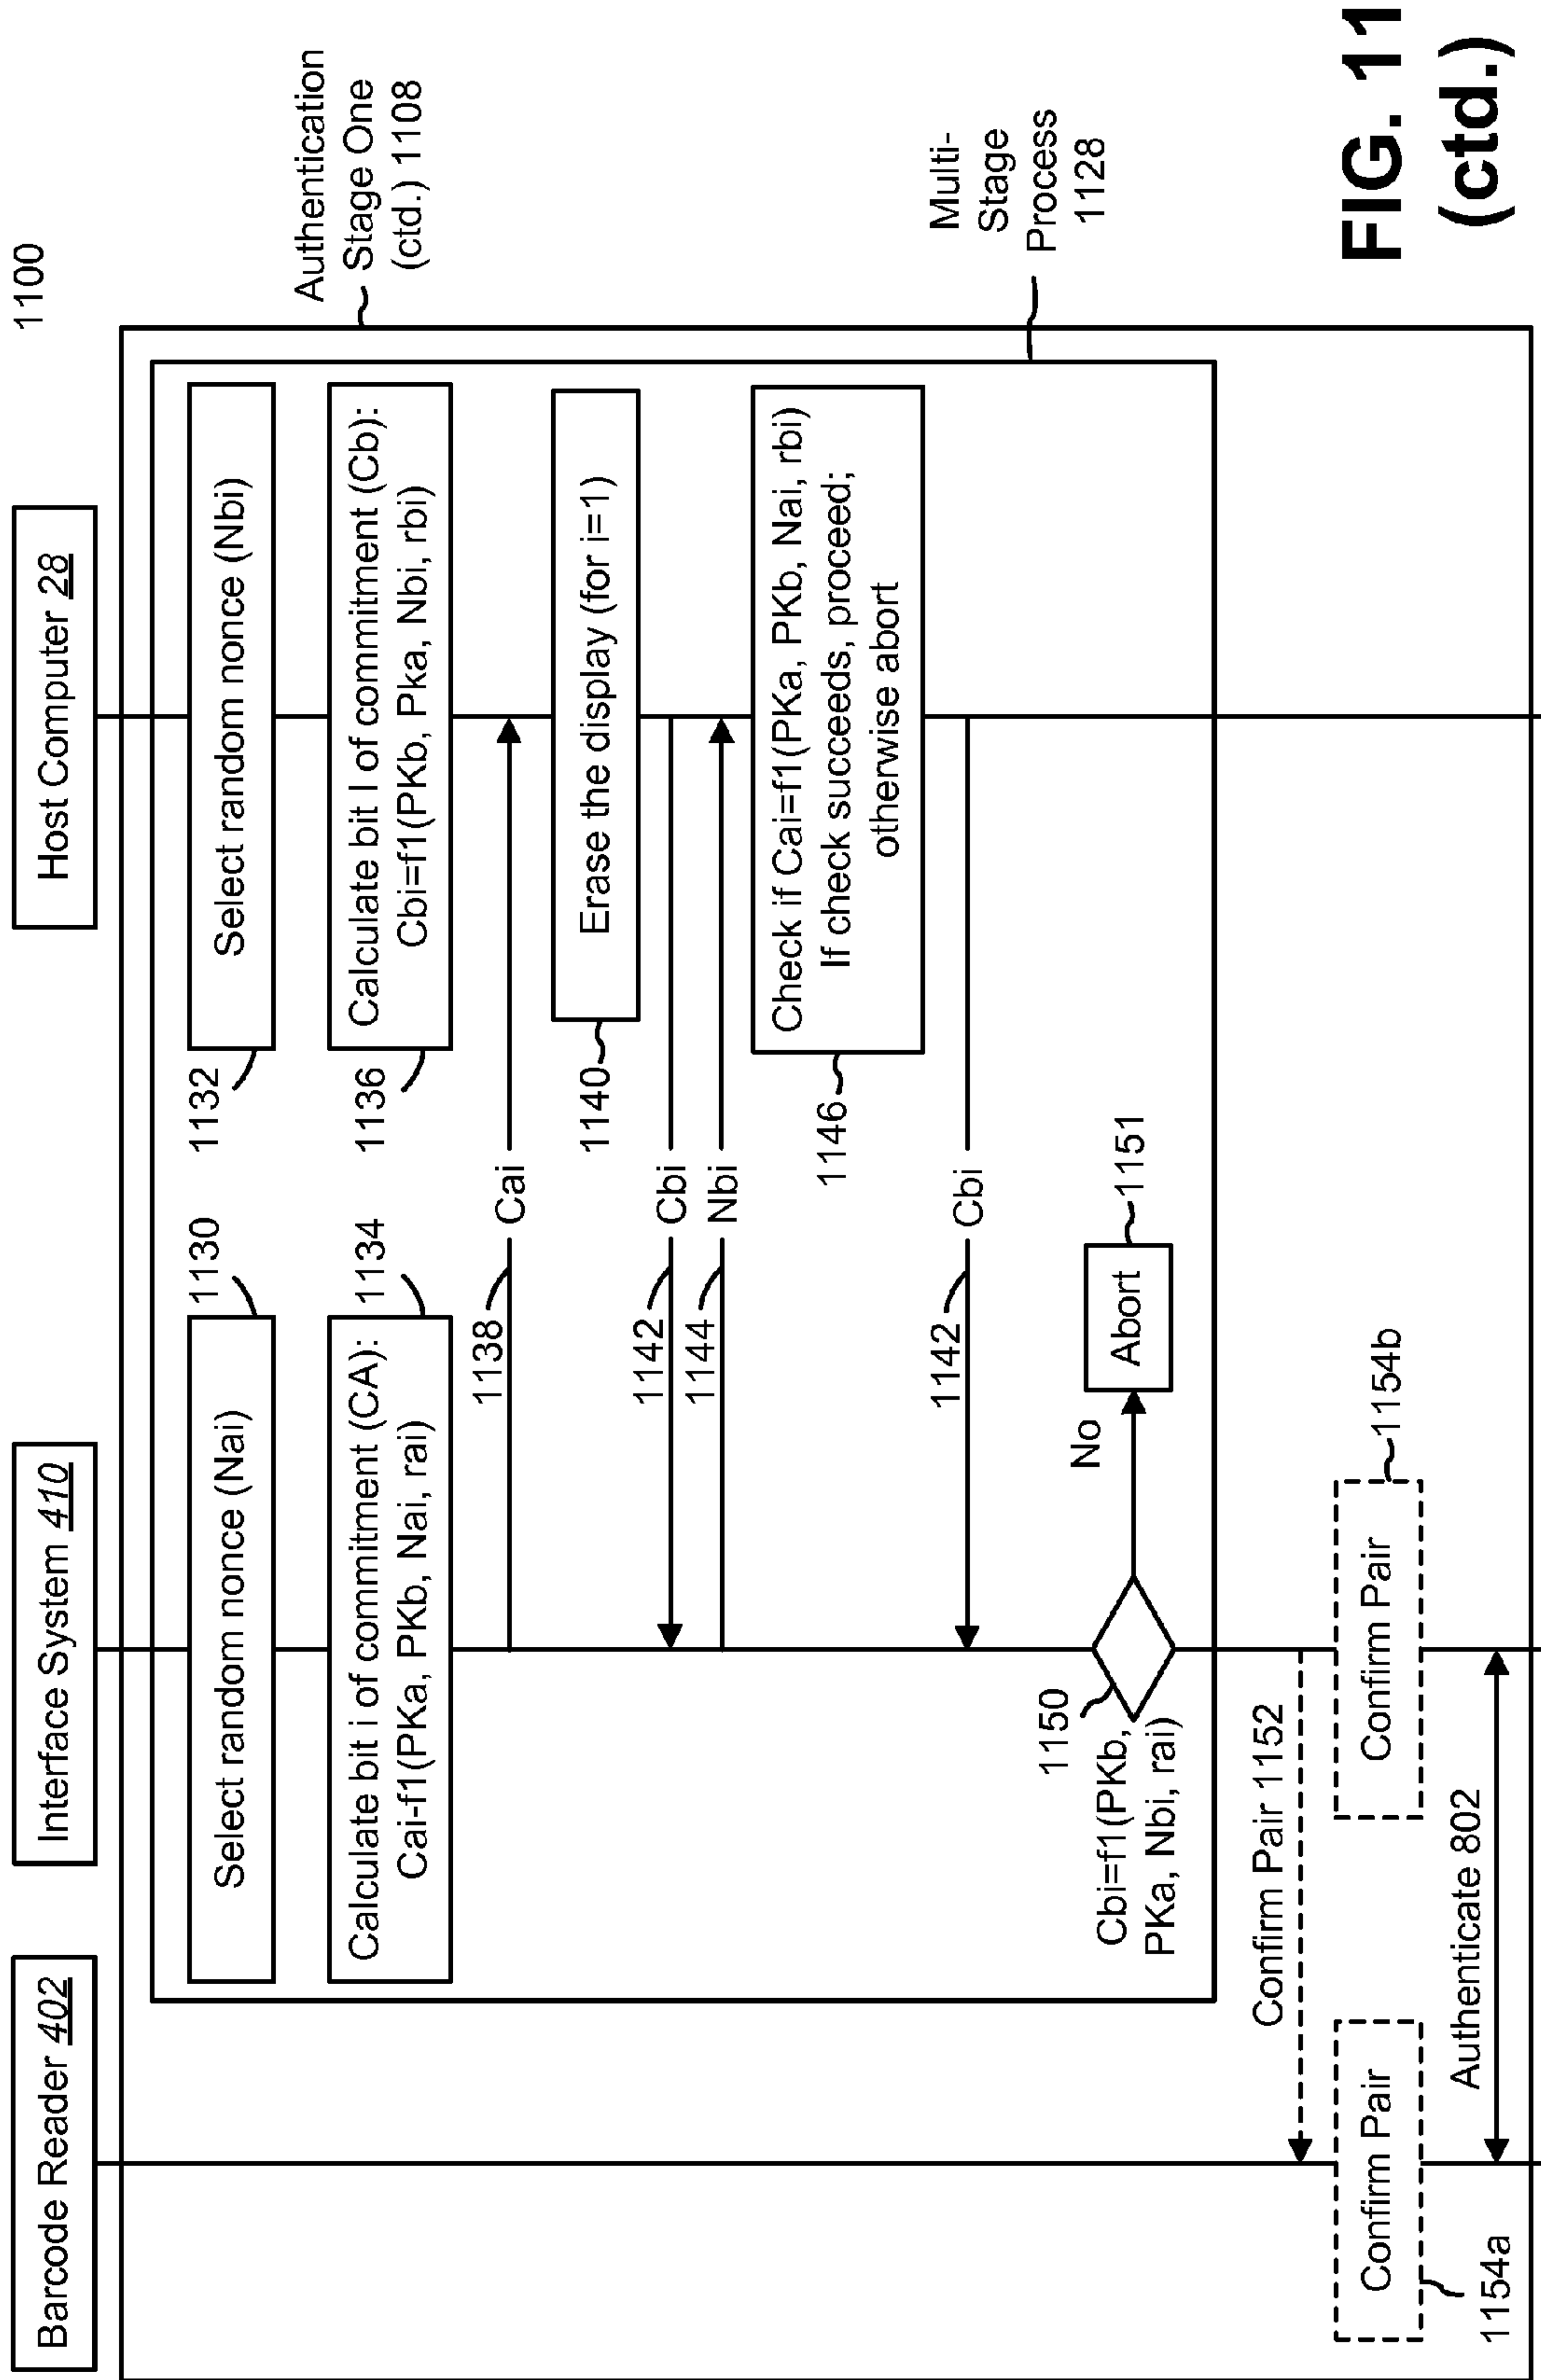 1100
Barcode Reader 402
Interface System 410
Host Computer 28
Authentication
Stage One
(ctd.) 1108
Select random nonce (Nai)
1130
1132
Select random nonce (Nbi)
Calculate bit i of commitment (CA):
Cai-f1(PKa, PKb, Nai, rai)
1134
1136
Calculate bit I of commitment (Cb):
Cbi=f1(PKb, Pka, Nbi, rbi)
1138
Cai
1140
Erase the display (for i=1)
1142
Cbi
1144
Nbi
1146
Check if Cai=f1(PKa, PKb, Nai, rbi)
If check succeeds, proceed;
otherwise abort
1142
Cbi
Multi-
Stage
Process
1128
1150
Cbi=f1(PKb,
PKa, Nbi, rai)
No
Abort
1151
Confirm Pair 1152
Confirm Pair
1154a
Confirm Pair
1154b
Authenticate 802
FIG. 11
(ctd.)